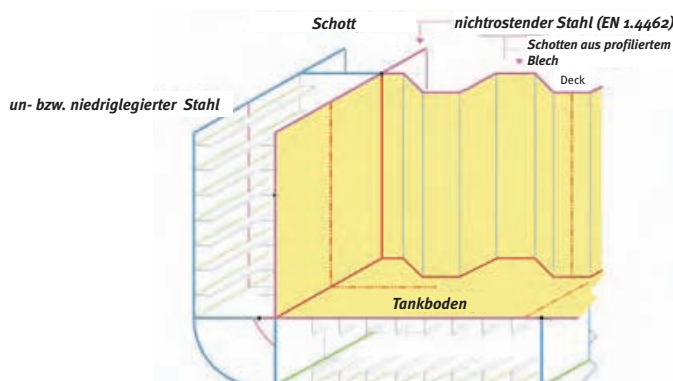 Schott
nichtrostender Stahl (EN 1.4462)
Schotten aus profiliertem
Blech
Deck
un- bzw. niedriglegierter Stahl
Tankboden